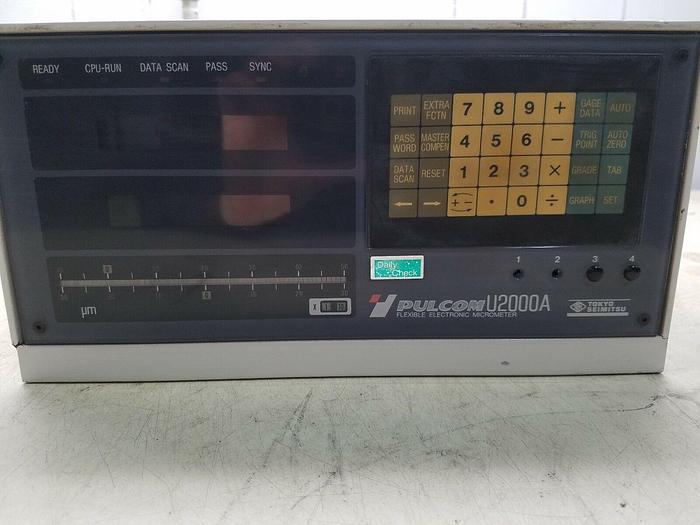 READY CPU-RUN DATA SCAN PASS SYNC
PRINT EXTRA FCTN 7 8 9 + GAGE DATA AUTO
PASS WORD MASTER COMPEN 4 5 6 − TRIG POINT AUTO ZERO
DATA SCAN RESET 1 2 3 × GRADE TAB
← → +− • 0 ÷ GRAPH SET
Daily
Check
1 2 3 4
μm
X
PULCOM U2000A
FLEXIBLE ELECTRONIC MICROMETER
TOKYO
SEIMITSU